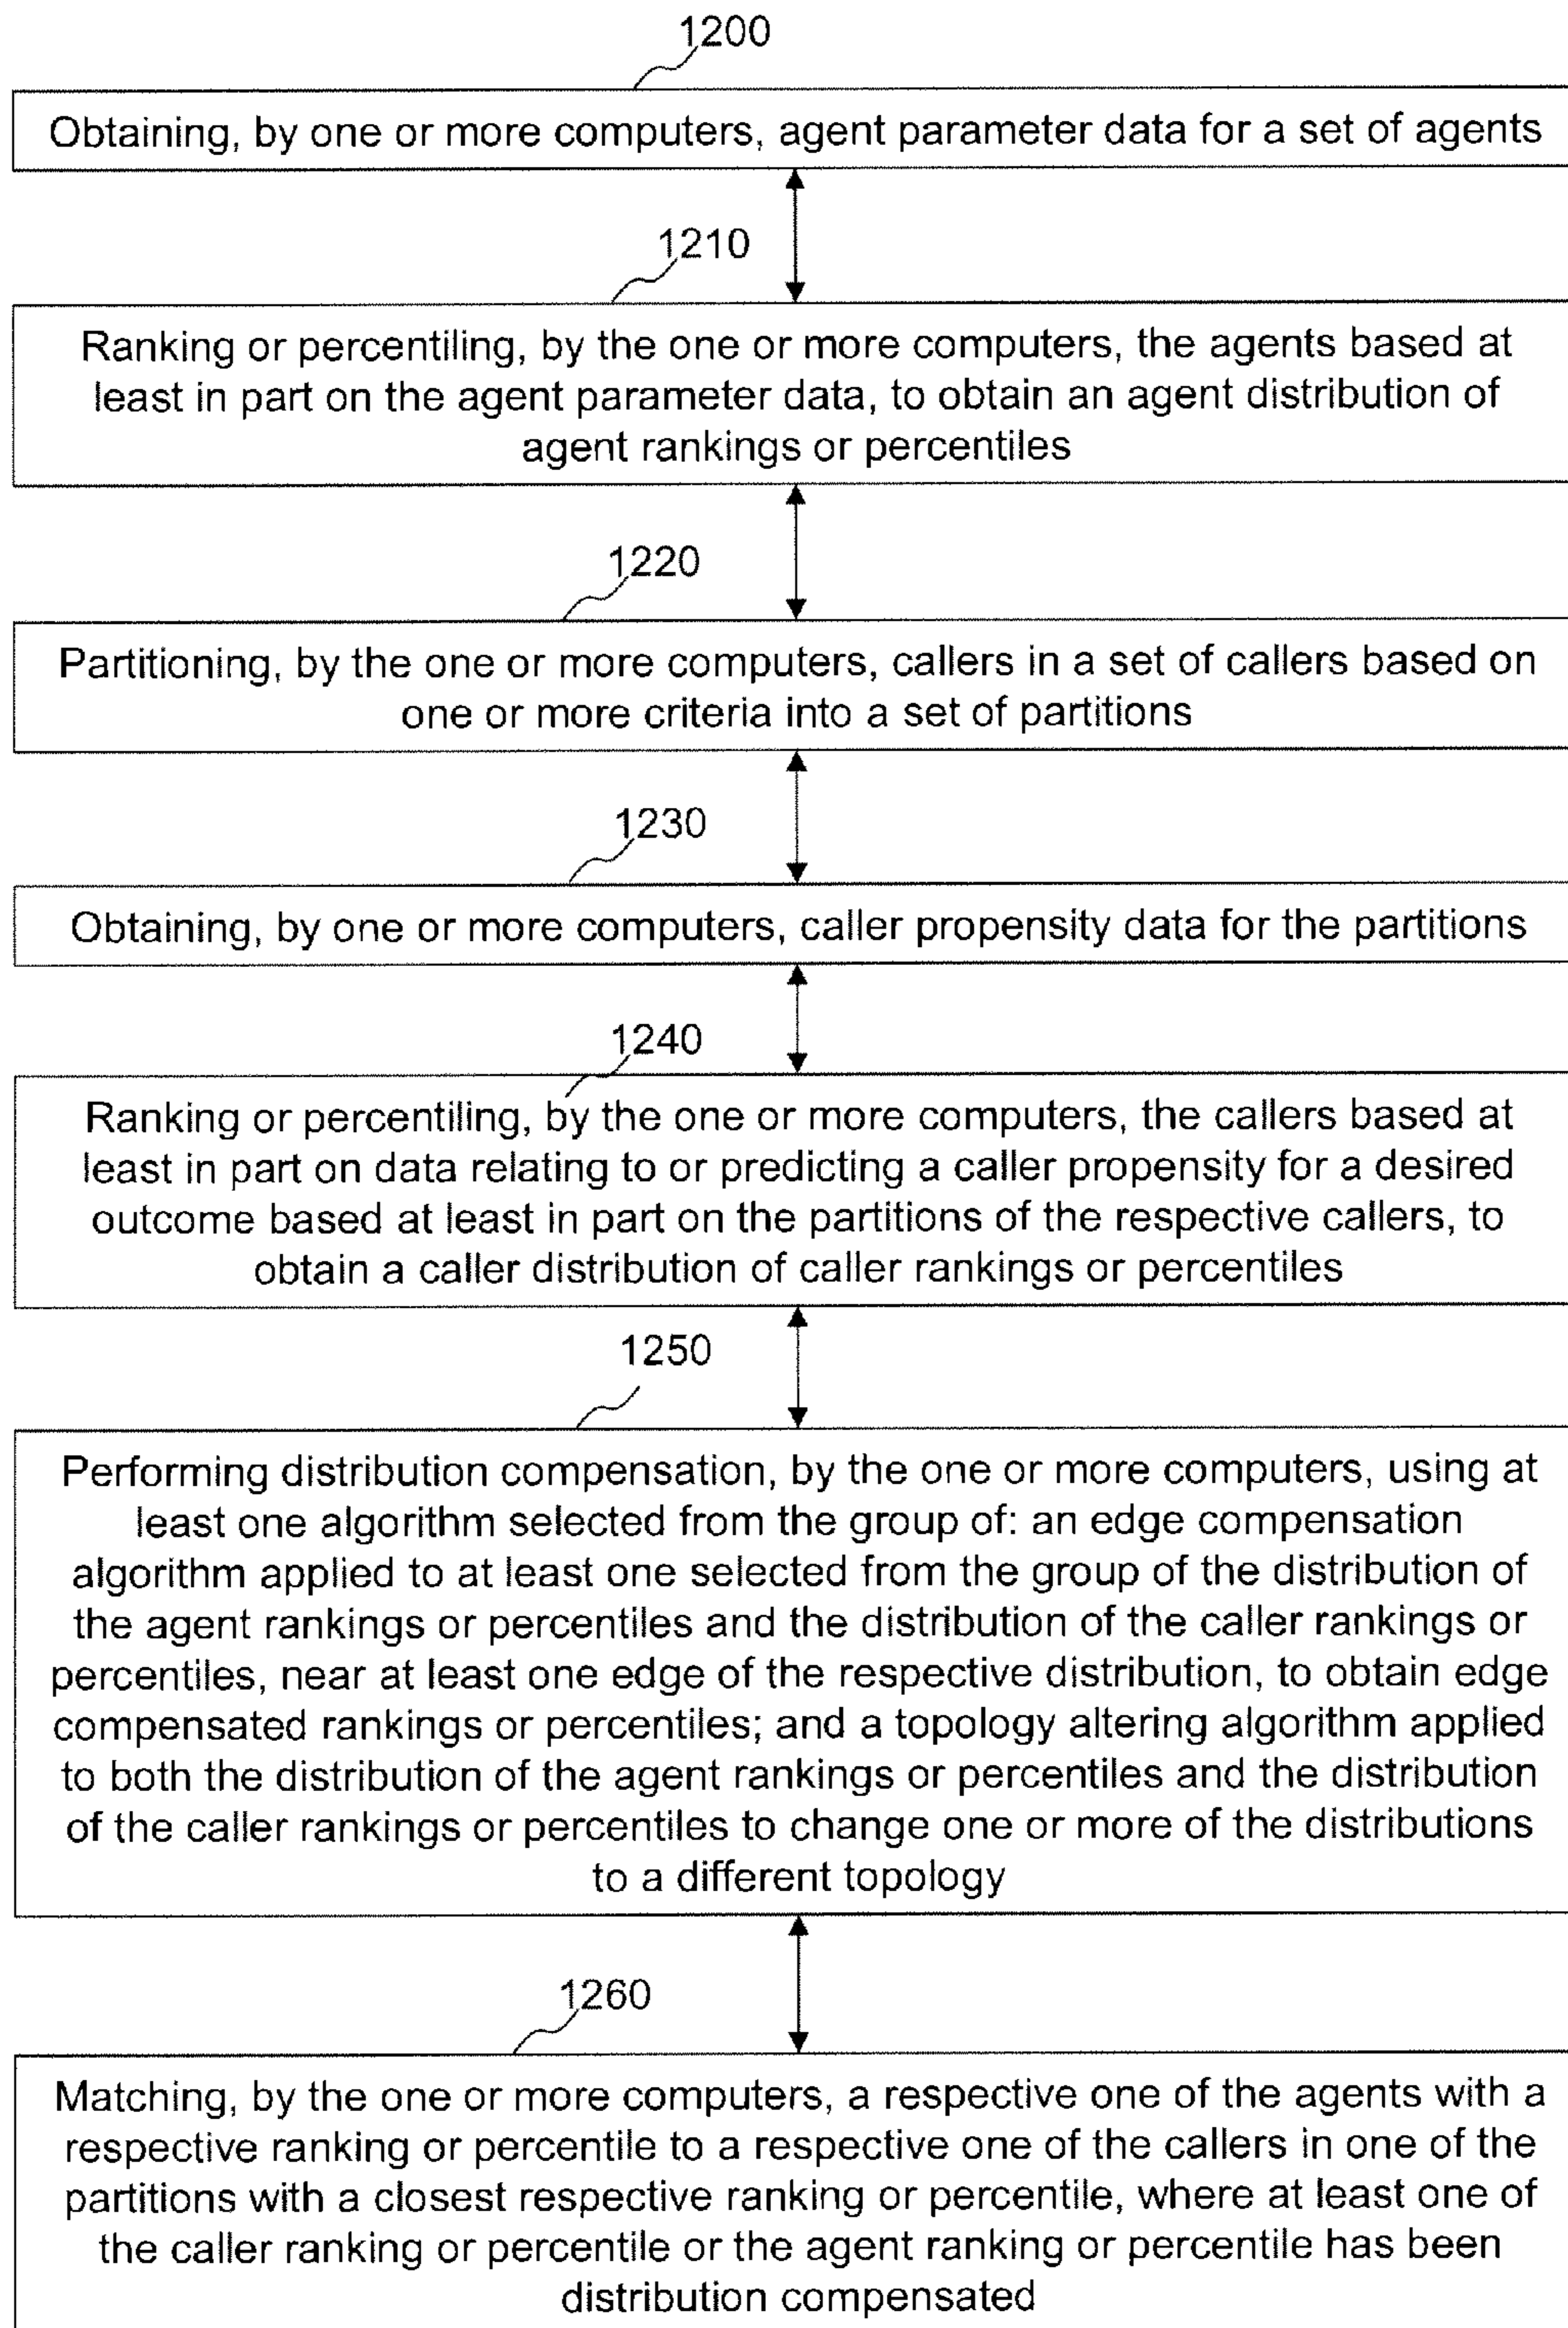 1200
Obtaining, by one or more computers, agent parameter data for a set of agents
1210
Ranking or percentiling, by the one or more computers, the agents based at
least in part on the agent parameter data, to obtain an agent distribution of
agent rankings or percentiles
1220
Partitioning, by the one or more computers, callers in a set of callers based on
one or more criteria into a set of partitions
1230
Obtaining, by one or more computers, caller propensity data for the partitions
1240
Ranking or percentiling, by the one or more computers, the callers based at
least in part on data relating to or predicting a caller propensity for a desired
outcome based at least in part on the partitions of the respective callers, to
obtain a caller distribution of caller rankings or percentiles
1250
Performing distribution compensation, by the one or more computers, using at
least one algorithm selected from the group of: an edge compensation
algorithm applied to at least one selected from the group of the distribution of
the agent rankings or percentiles and the distribution of the caller rankings or
percentiles, near at least one edge of the respective distribution, to obtain edge
compensated rankings or percentiles; and a topology altering algorithm applied
to both the distribution of the agent rankings or percentiles and the distribution
of the caller rankings or percentiles to change one or more of the distributions
to a different topology
1260
Matching, by the one or more computers, a respective one of the agents with a
respective ranking or percentile to a respective one of the callers in one of the
partitions with a closest respective ranking or percentile, where at least one of
the caller ranking or percentile or the agent ranking or percentile has been
distribution compensated